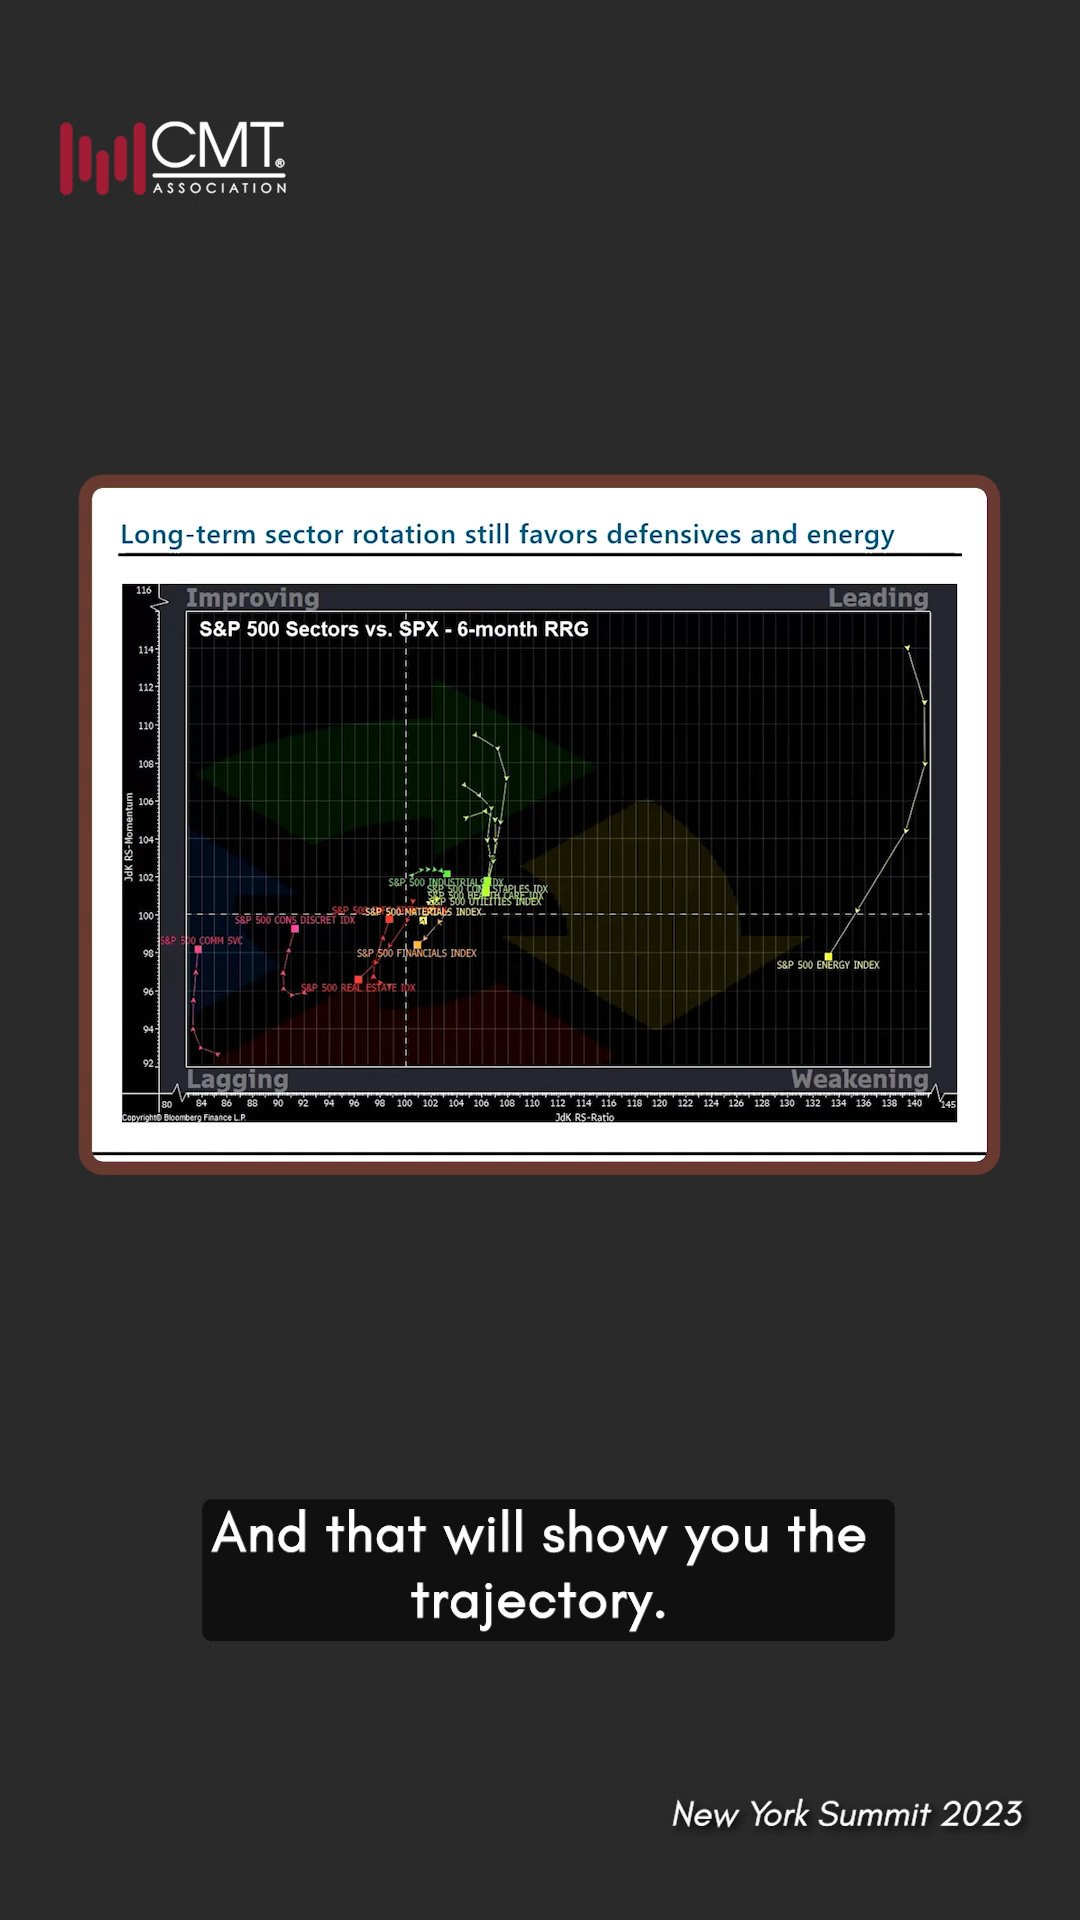 CMT®
ASSOCIATION
Long-term sector rotation still favors defensives and energy
Improving
Leading
S&P 500 Sectors vs. SPX - 6-month RRG
116
114
112
110
108
106
104
102
100
98
96
94
92
JdK RS-Momentum
S&P 500 INDUSTRIALS IDX
S&P 500 CONS STAPLES IDX
S&P 500 HEALTH CARE IDX
S&P 500 UTILITIES INDEX
S&P 500 MATERIALS INDEX
S&P 500 CONS DISCRET IDX
S&P 500 COMM SVC
S&P 500 FINANCIALS INDEX
S&P 500 ENERGY INDEX
S&P 500 REAL ESTATE IDX
Lagging
Weakening
80 84 86 88 90 92 94 96 98 100 102 104 106 108 110 112 114 116 118 120 122 124 126 128 130 132 134 136 138 140 145
Copyright© Bloomberg Finance L.P.
JdK RS-Ratio
And that will show you the
trajectory.
New York Summit 2023